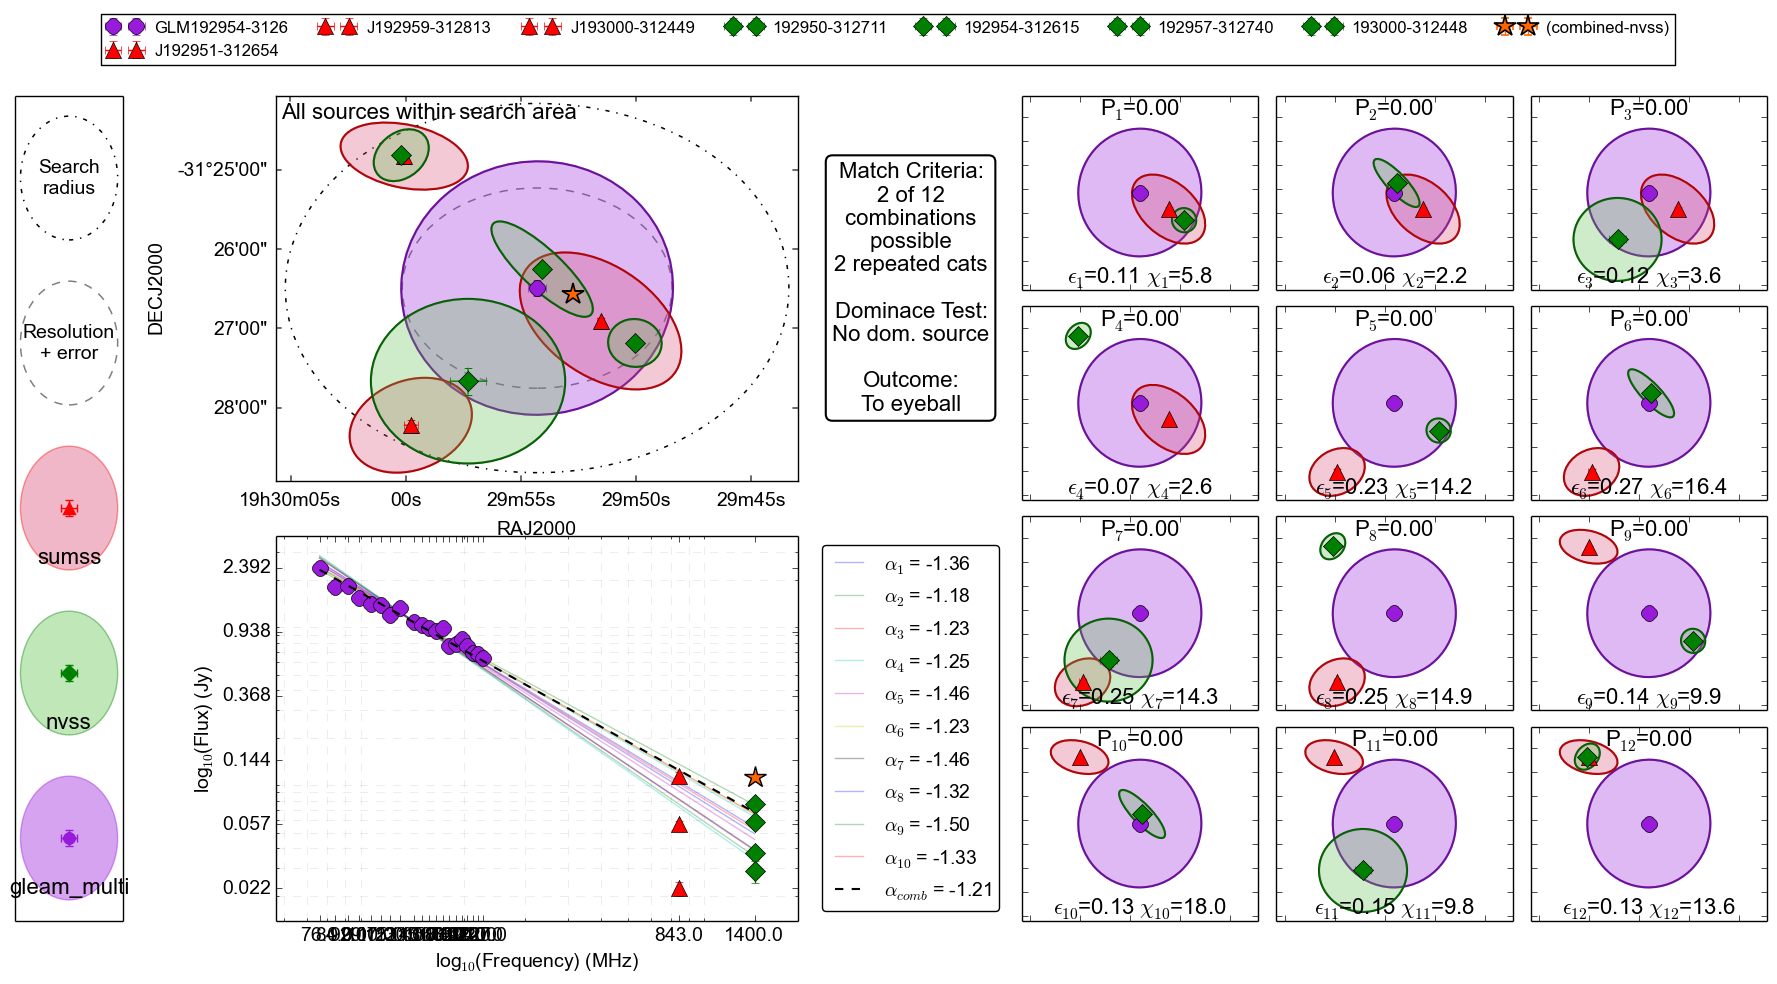 GLM192954-3126
J192959-312813
J193000-312449
192950-312711
192954-312615
192957-312740
193000-312448
(combined-nvss)
J192951-312654
Search
radius
Resolution
+ error
sumss
nvss
gleam_multi
All sources within search area
-31°25'00"
26'00"
27'00"
28'00"
DECJ2000
19h30m05s
00s
29m55s
29m50s
29m45s
RAJ2000
Match Criteria:
2 of 12
combinations
possible
2 repeated cats
Dominace Test:
No dom. source
Outcome:
To eyeball
2.392
0.938
0.368
0.144
0.057
0.022
log₁₀(Flux) (Jy)
843.0
1400.0
log₁₀(Frequency) (MHz)
α₁ = -1.36
α₂ = -1.18
α₃ = -1.23
α₄ = -1.25
α₅ = -1.46
α₆ = -1.23
α₇ = -1.46
α₈ = -1.32
α₉ = -1.50
α₁₀ = -1.33
α_comb = -1.21
P₁=0.00
ϵ₁=0.11 χ₁=5.8
P₂=0.00
ϵ₂=0.06 χ₂=2.2
P₃=0.00
ϵ₃=0.12 χ₃=3.6
P₄=0.00
ϵ₄=0.07 χ₄=2.6
P₅=0.00
ϵ₅=0.23 χ₅=14.2
P₆=0.00
ϵ₆=0.27 χ₆=16.4
P₇=0.00
ϵ₇=0.25 χ₇=14.3
P₈=0.00
ϵ₈=0.25 χ₈=14.9
P₉=0.00
ϵ₉=0.14 χ₉=9.9
P₁₀=0.00
ϵ₁₀=0.13 χ₁₀=18.0
P₁₁=0.00
ϵ₁₁=0.15 χ₁₁=9.8
P₁₂=0.00
ϵ₁₂=0.13 χ₁₂=13.6